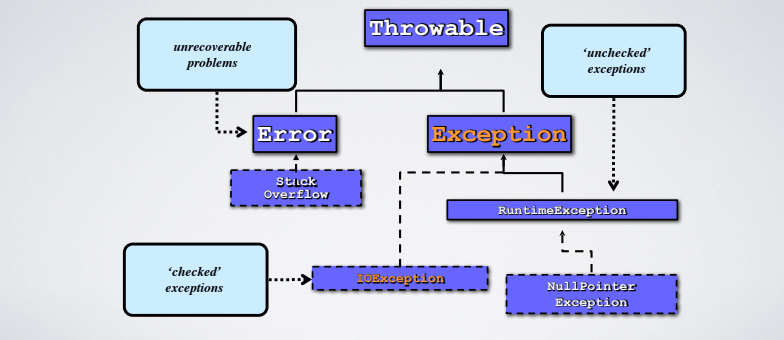 Throwable
unrecoverable
problems
‘unchecked’
exceptions
Error
Exception
Stack
Overflow
RuntimeException
‘checked’
exceptions
IOException
NullPointer
Exception